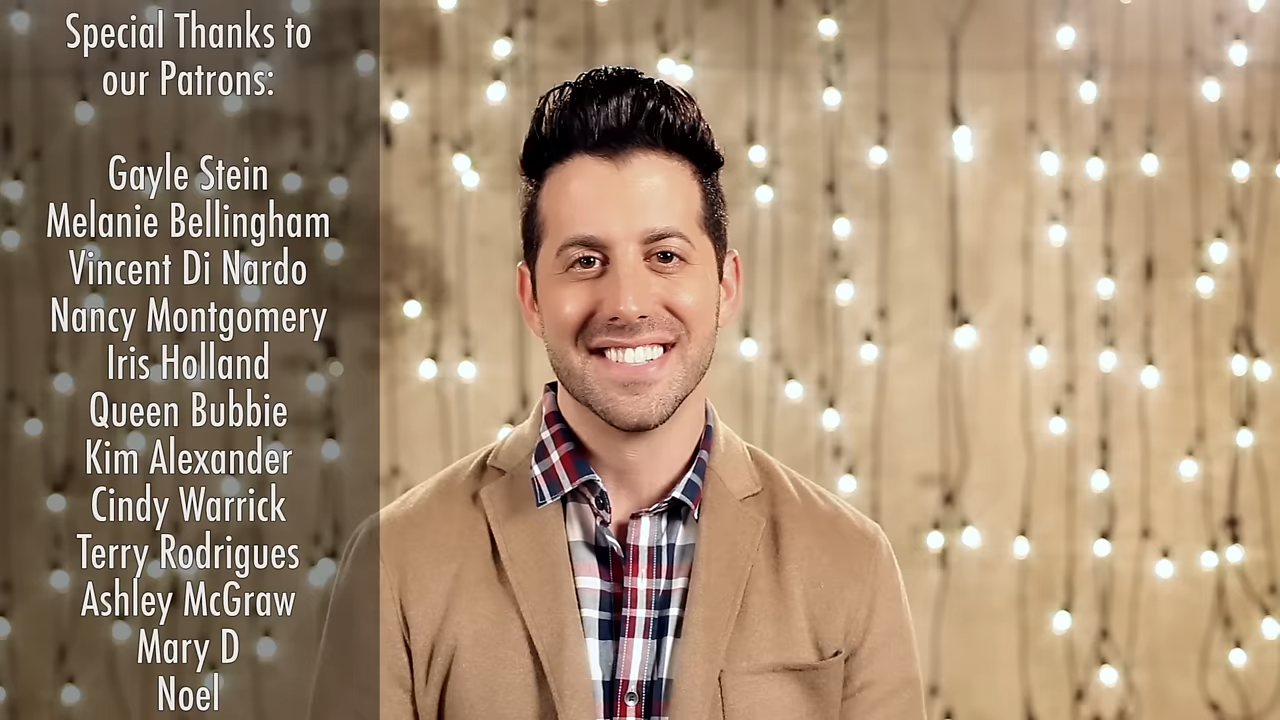 Special Thanks to
our Patrons:
Gayle Stein
Melanie Bellingham
Vincent Di Nardo
Nancy Montgomery
Iris Holland
Queen Bubbie
Kim Alexander
Cindy Warrick
Terry Rodrigues
Ashley McGraw
Mary D
Noel